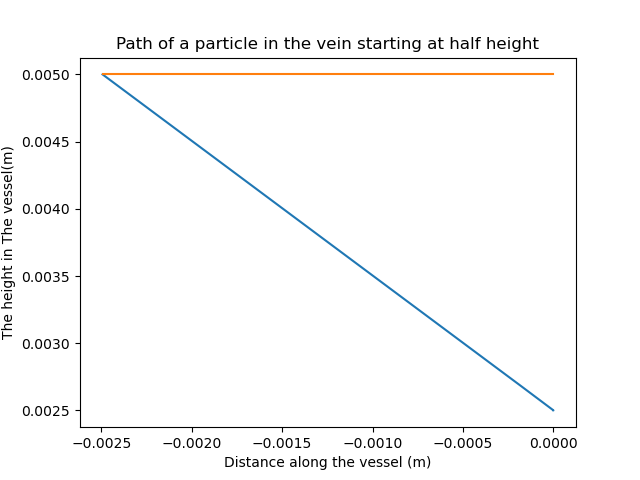 Path of a particle in the vein starting at half height
The height in The vessel(m)
0.0050
0.0045
0.0040
0.0035
0.0030
0.0025
−0.0025 −0.0020 −0.0015 −0.0010 −0.0005 0.0000
Distance along the vessel (m)